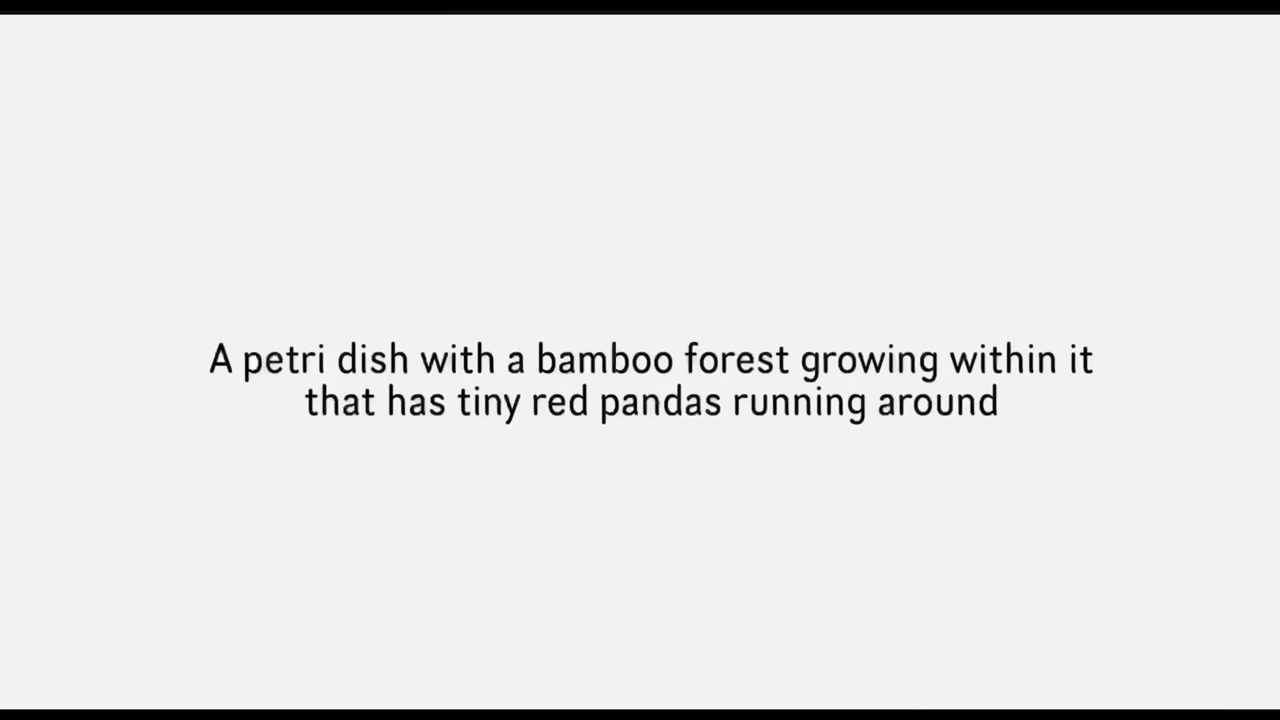 A petri dish with a bamboo forest growing within it
that has tiny red pandas running around